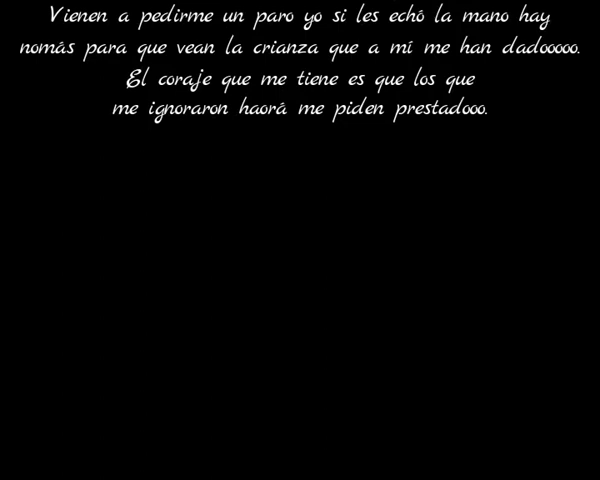 Vienen a pedirme un paro yo si les echó la mano hay
nomás para que vean la crianza que a mí me han dadooooo.
El coraje que me tiene es que los que
me ignoraron haorá me piden prestadooo.